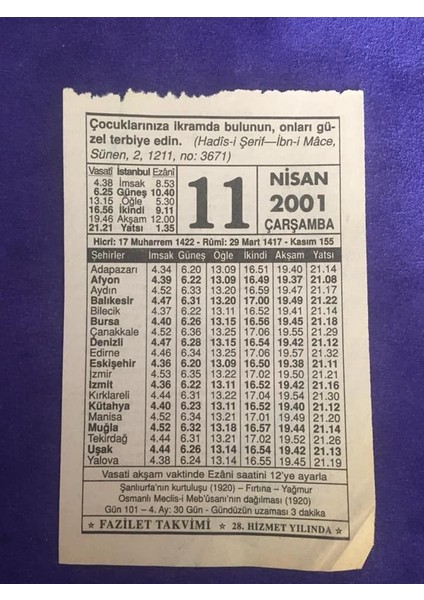 Çocuklarınıza ikramda bulunun, onları gü-
zel terbiye edin. (Hadîs-i Şerif—İbn-i Mâce,
Sünen, 2, 1211, no: 3671)
Vasatî İstanbul Ezânî
4.38 İmsak 8.53
6.25 Güneş 10.40
13.15 Öğle 5.30
16.56 İkindi 9.11
19.46 Akşam 12.00
21.21 Yatsı 1.35
11
NİSAN
2001
ÇARŞAMBA
Hicrî: 17 Muharrem 1422 - Rûmî: 29 Mart 1417 - Kasım 155
Şehirler İmsak Güneş Öğle İkindi Akşam Yatsı
Adapazarı 4.34 6.20 13.09 16.51 19.40 21.14
Afyon 4.39 6.22 13.09 16.49 19.37 21.08
Aydın 4.52 6.33 13.20 16.59 19.47 21.17
Balıkesir 4.47 6.31 13.20 17.00 19.49 21.22
Bilecik 4.37 6.22 13.11 16.52 19.41 21.14
Bursa 4.40 6.26 13.15 16.56 19.45 21.18
Çanakkale 4.52 6.36 13.25 17.06 19.55 21.29
Denizli 4.47 6.28 13.15 16.54 19.42 21.12
Edirne 4.46 6.34 13.25 17.06 19.57 21.32
Eskişehir 4.36 6.20 13.09 16.50 19.38 21.11
İzmir 4.53 6.35 13.22 17.02 19.50 21.21
İzmit 4.36 6.22 13.11 16.52 19.42 21.16
Kırklareli 4.44 6.31 13.22 17.04 19.54 21.30
Kütahya 4.40 6.23 13.11 16.52 19.40 21.12
Manisa 4.52 6.34 13.21 17.01 19.49 21.20
Muğla 4.52 6.32 13.18 16.57 19.44 21.14
Tekirdağ 4.44 6.31 13.21 17.02 19.52 21.26
Uşak 4.44 6.26 13.14 16.54 19.42 21.13
Yalova 4.38 6.24 13.14 16.55 19.45 21.19
Vasati akşam vaktinde Ezânî saatini 12'ye ayarla
Şanlıurfa'nın kurtuluşu (1920) – Fırtına – Yağmur
Osmanlı Meclis-i Meb'ûsanı'nın dağılması (1920)
Gün 101 – 4. Ay: 30 Gün - Gündüzün uzaması 3 dakika
★ FAZİLET TAKVİMİ ★ 28. HİZMET YILINDA ★